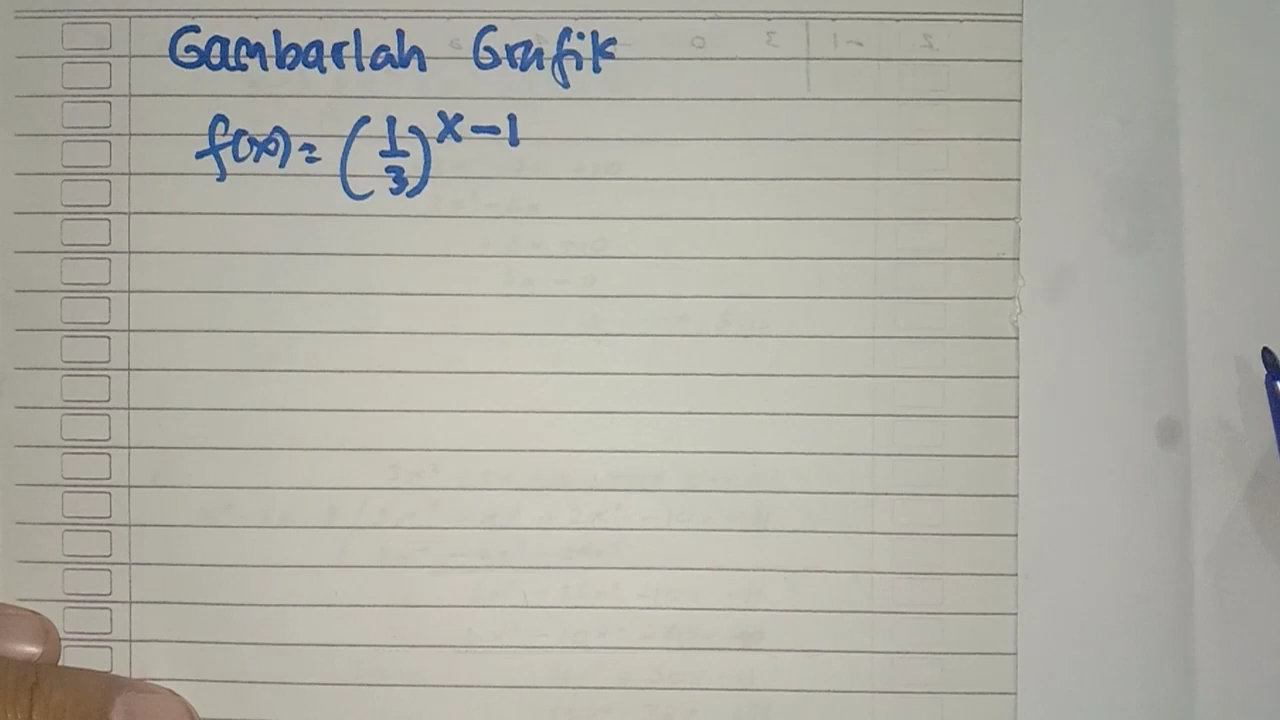 Gambarlah Grafik
f(x) = (1/3)^x-1